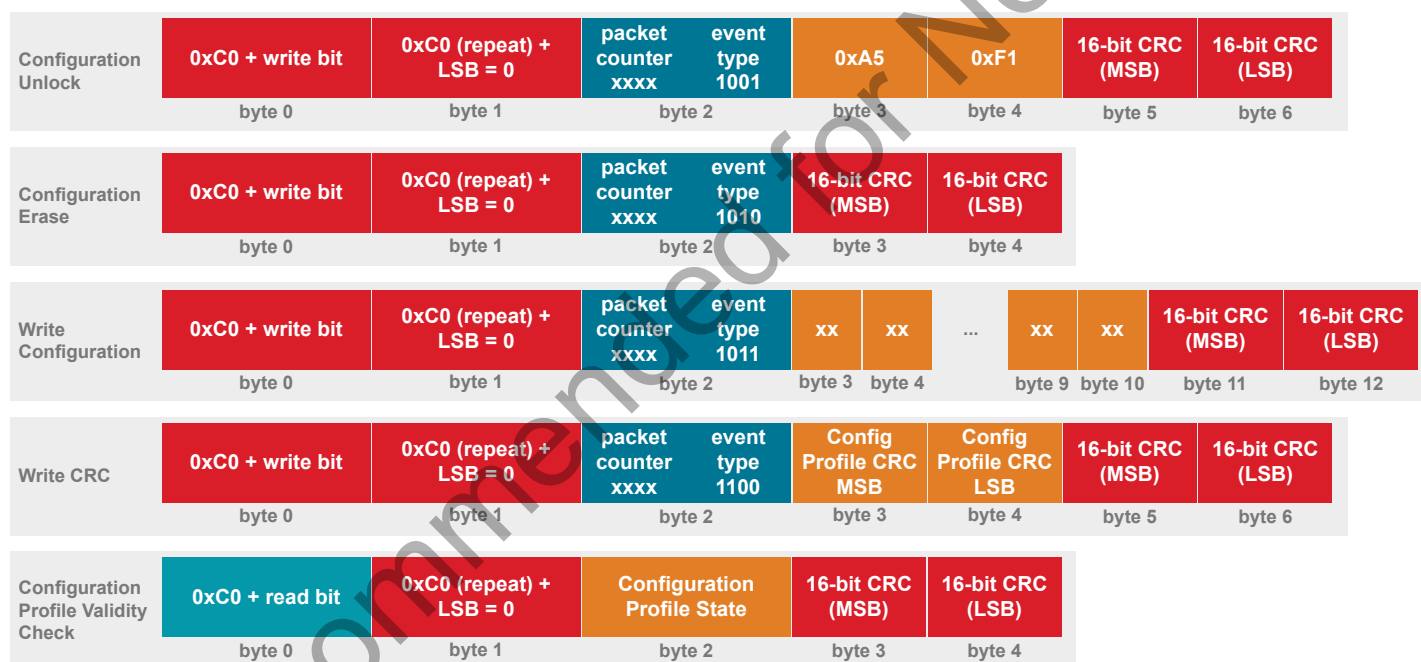 Configuration
Unlock
0xC0 + write bit
0xC0 (repeat) +
LSB = 0
packet event
counter type
xxxx 1001
0xA5
0xF1
16-bit CRC
(MSB)
16-bit CRC
(LSB)
byte 0 byte 1 byte 2 byte 3 byte 4 byte 5 byte 6
Configuration
Erase
0xC0 + write bit
0xC0 (repeat) +
LSB = 0
packet event
counter type
xxxx 1010
16-bit CRC
(MSB)
16-bit CRC
(LSB)
byte 0 byte 1 byte 2 byte 3 byte 4
Write
Configuration
0xC0 + write bit
0xC0 (repeat) +
LSB = 0
packet event
counter type
xxxx 1011
xx
xx
...
xx
xx
16-bit CRC
(MSB)
16-bit CRC
(LSB)
byte 0 byte 1 byte 2 byte 3 byte 4 byte 9 byte 10 byte 11 byte 12
Write CRC
0xC0 + write bit
0xC0 (repeat) +
LSB = 0
packet event
counter type
xxxx 1100
Config
Profile CRC
MSB
Config
Profile CRC
LSB
16-bit CRC
(MSB)
16-bit CRC
(LSB)
byte 0 byte 1 byte 2 byte 3 byte 4 byte 5 byte 6
Configuration
Profile Validity
Check
0xC0 + read bit
0xC0 (repeat) +
LSB = 0
Configuration
Profile State
16-bit CRC
(MSB)
16-bit CRC
(LSB)
byte 0 byte 1 byte 2 byte 3 byte 4
ommended for N